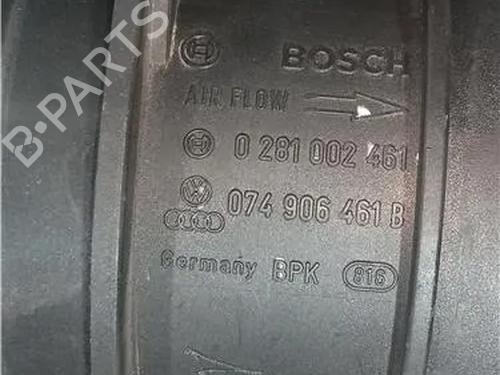 BOSCH
AIR FLOW
0 281 002 461
074 906 461 B
Germany BPK 816
B-PARTS